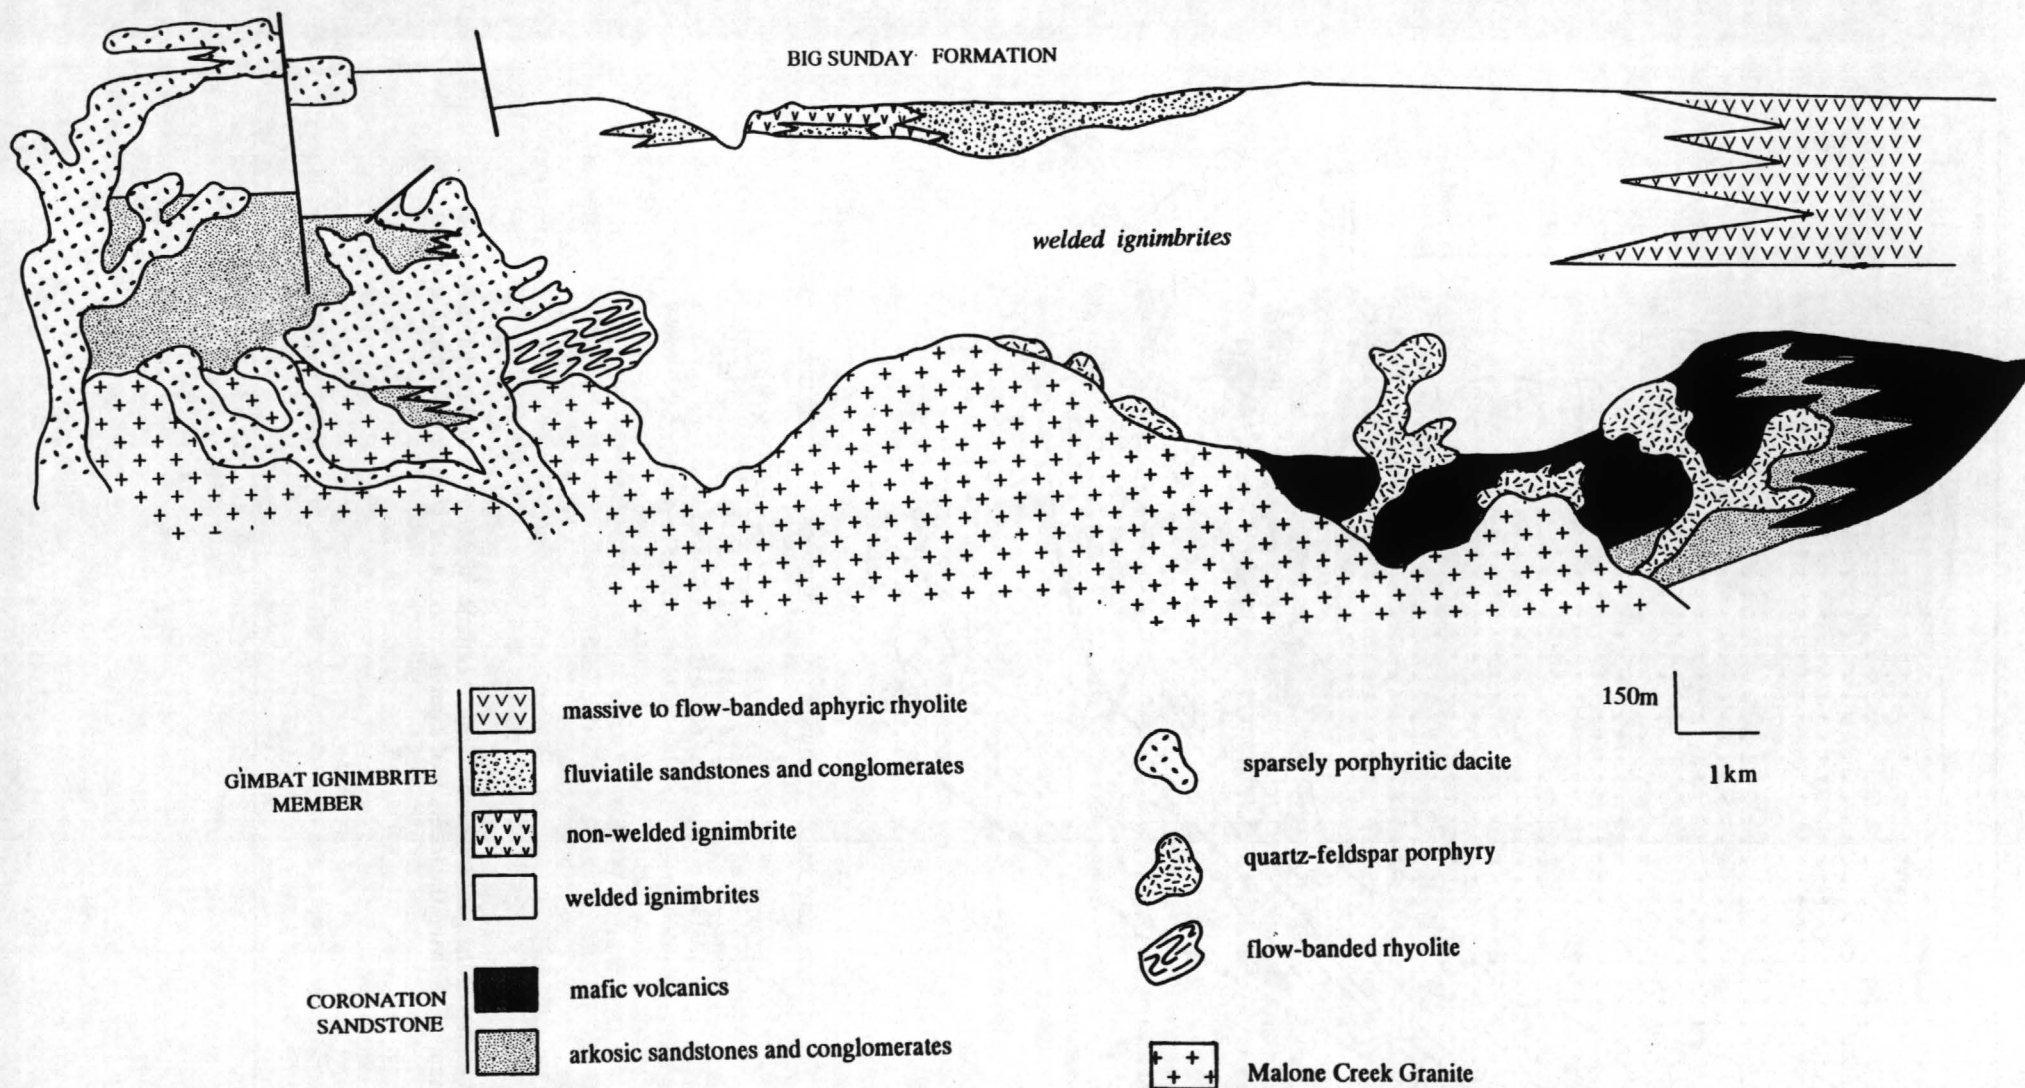 BIG SUNDAY FORMATION
welded ignimbrites
GIMBAT IGNIMBRITE
MEMBER
massive to flow-banded aphyric rhyolite
fluviatile sandstones and conglomerates
non-welded ignimbrite
welded ignimbrites
CORONATION
SANDSTONE
mafic volcanics
arkosic sandstones and conglomerates
150m
1km
sparsely porphyritic dacite
quartz-feldspar porphyry
flow-banded rhyolite
Malone Creek Granite